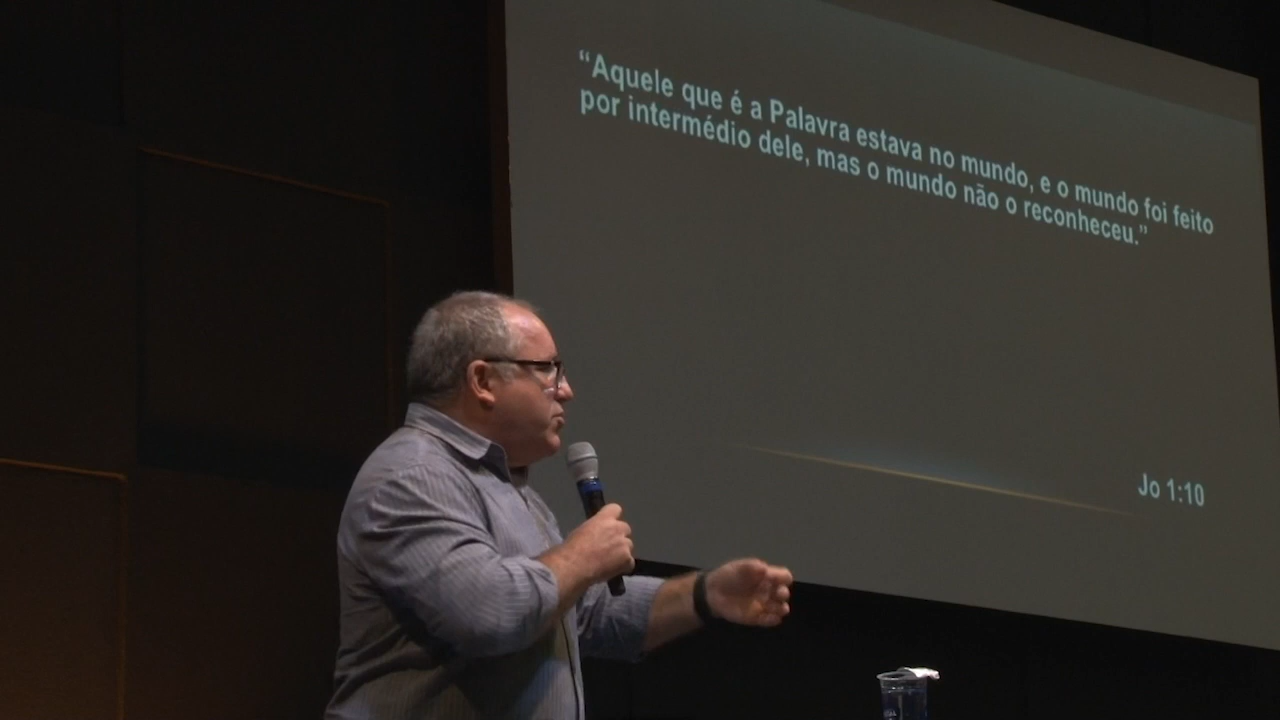 “Aquele que é a Palavra estava no mundo, e o mundo foi feito
por intermédio dele, mas o mundo não o reconheceu.”
Jo 1:10